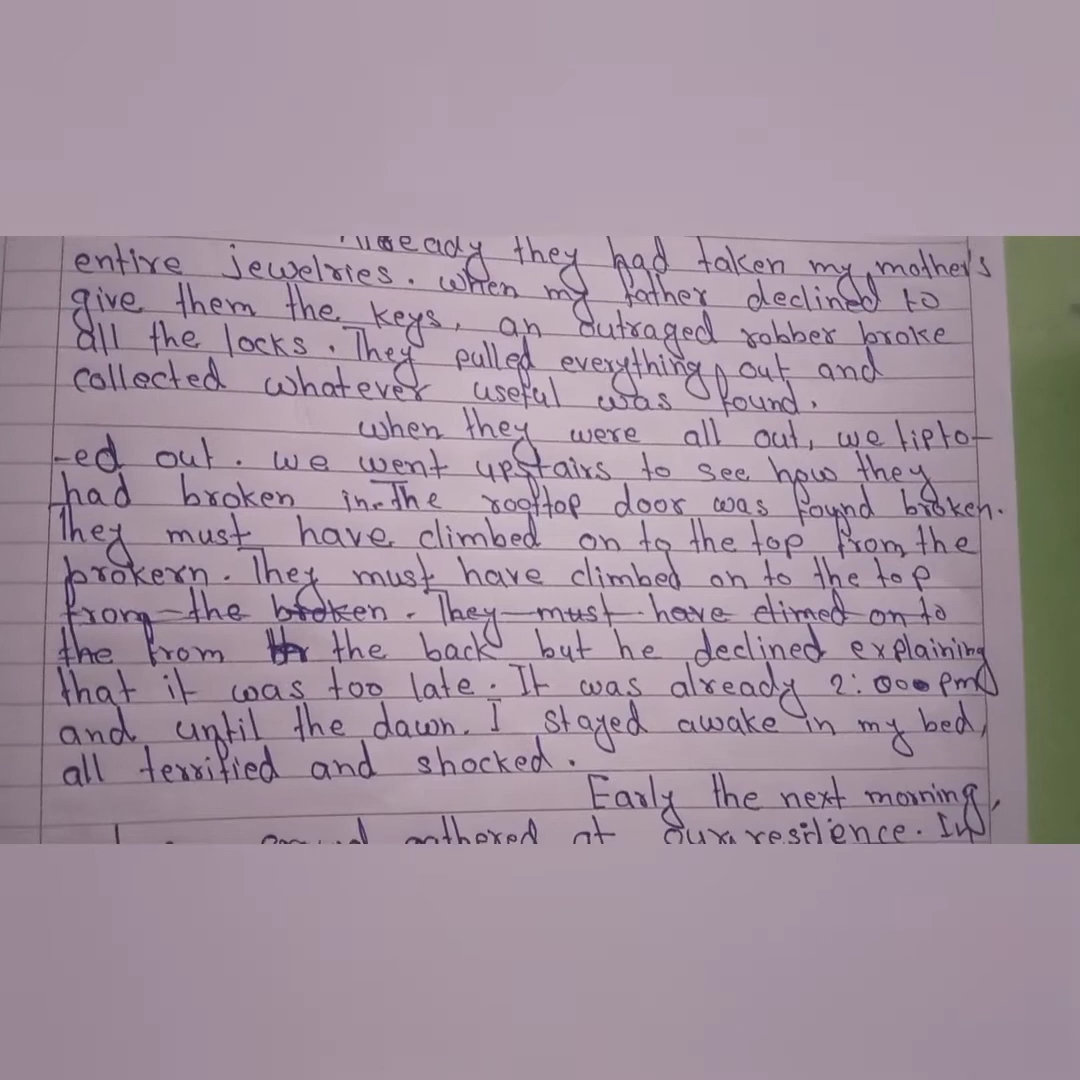 they had taken my mother's
entire jewelries. When my father declined to
give them the keys, an outraged robber broke
all the locks. They pulled everything out and
collected whatever useful was found.
When they were all out, we tipto-
-ed out. We went upstairs to see how they
had broken in. The rooftop door was found broken.
They must have climbed on to the top from the
brokern. They must have climbed on to the top
from the broken. They must have climed on to
the from the back but he declined explaining
that it was too late. It was already 2:000 pm
and until the dawn. I stayed awake in my bed,
all terrified and shocked.
Early the next morning,
gathered at our resilience. In